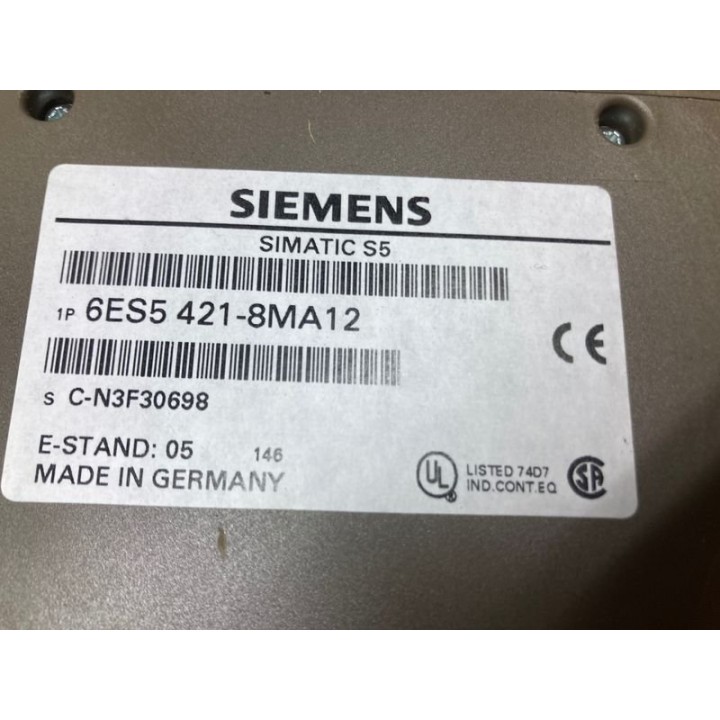 SIEMENS
SIMATIC S5
1P 6ES5 421-8MA12
CE
S C-N3F30698
E-STAND: 05 146
MADE IN GERMANY
UL LISTED 74D7
IND.CONT.EQ
SA